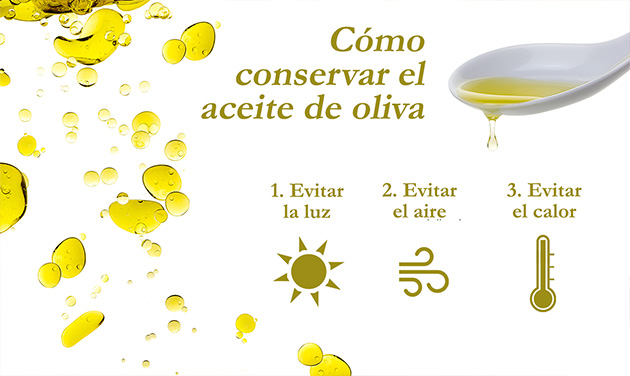 Cómo
conservar el
aceite de oliva
1. Evitar
la luz
2. Evitar
el aire
3. Evitar
el calor